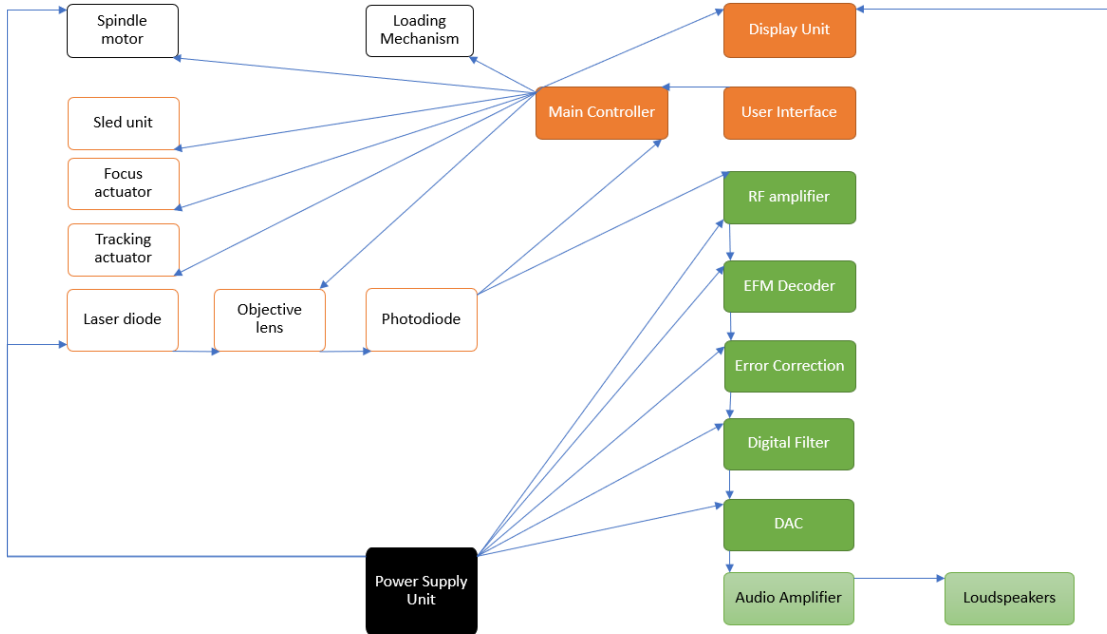 Spindle
motor
Loading
Mechanism
Display Unit
Main Controller
User Interface
Sled unit
Focus
actuator
RF amplifier
Tracking
actuator
EFM Decoder
Laser diode
Objective
lens
Photodiode
Error Correction
Digital Filter
DAC
Power Supply
Unit
Audio Amplifier
Loudspeakers